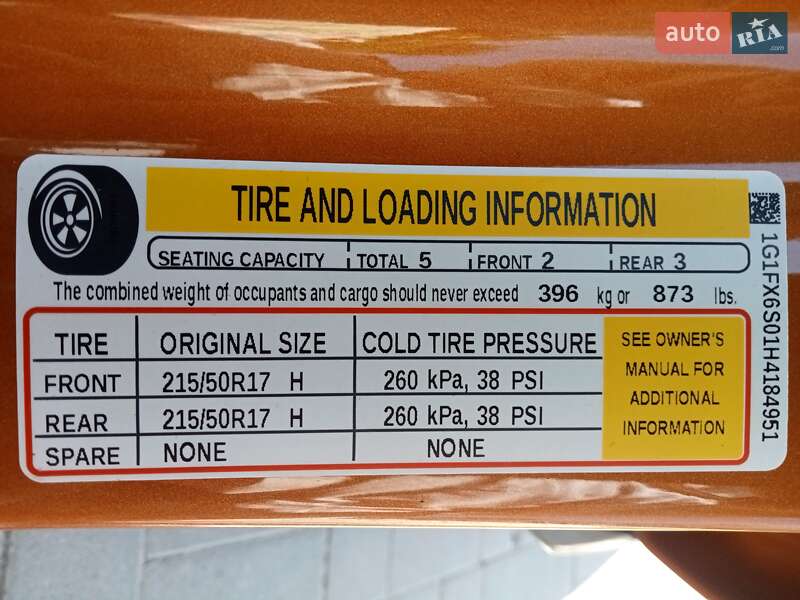 auto RIA
TIRE AND LOADING INFORMATION
SEATING CAPACITY TOTAL 5 FRONT 2 REAR 3
The combined weight of occupants and cargo should never exceed 396 kg or 873 lbs.
TIRE ORIGINAL SIZE COLD TIRE PRESSURE
FRONT 215/50R17 H 260 kPa, 38 PSI
REAR 215/50R17 H 260 kPa, 38 PSI
SPARE NONE NONE
SEE OWNER'S
MANUAL FOR
ADDITIONAL
INFORMATION
1G1FX6S01H4184951